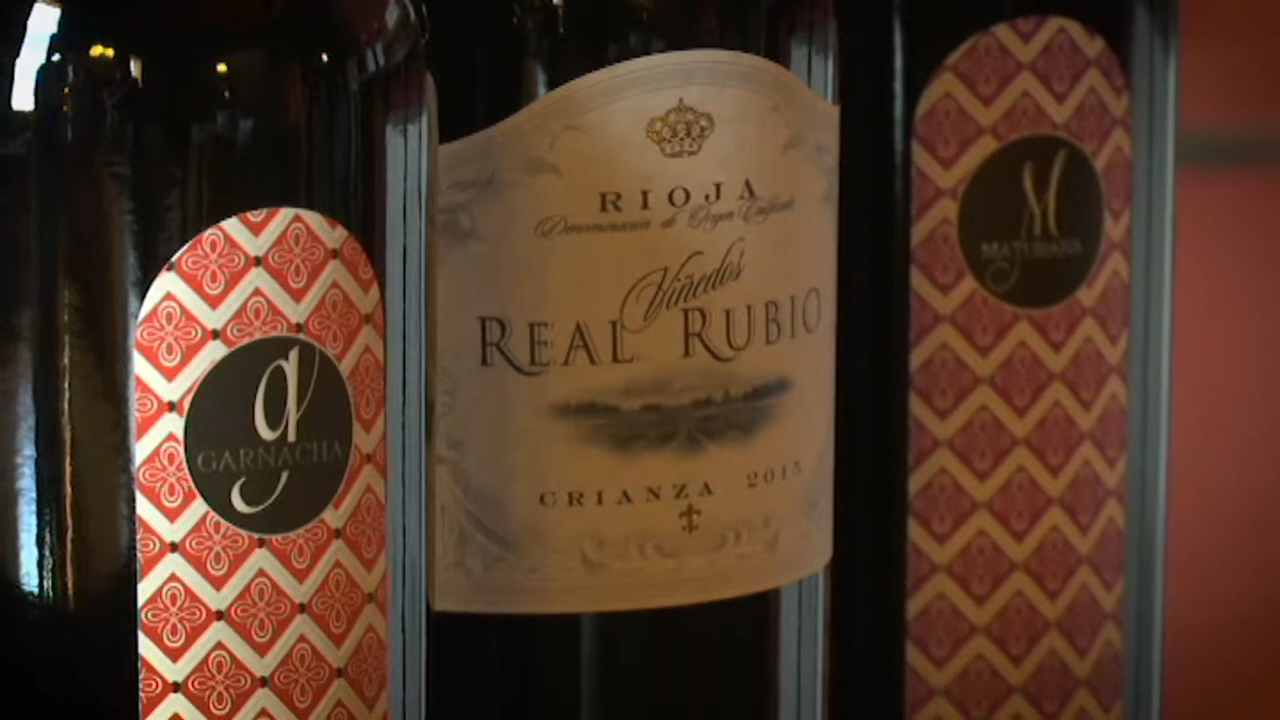 g
GARNACHA
RIOJA
Denominación de Origen Calificada
Viñedos
REAL RUBIO
CRIANZA 2015
M
MATURANA